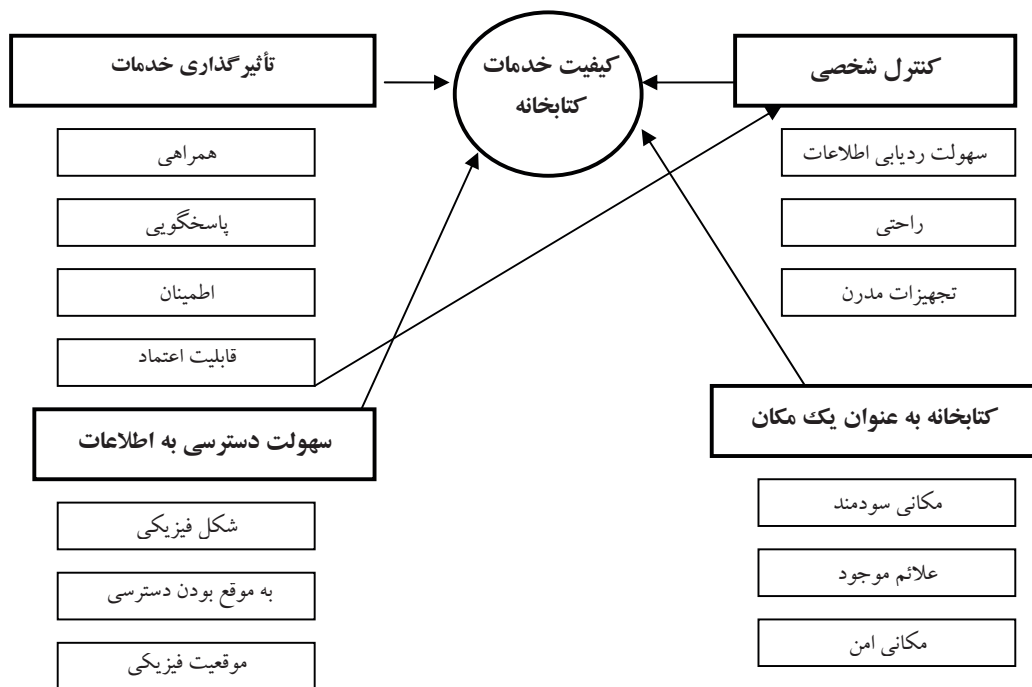 کیفیت خدمات
کتابخانه
کنترل شخصی
سهولت ردیابی اطلاعات
راحتی
تجهیزات مدرن
تأثیرگذاری خدمات
همراهی
پاسخگویی
اطمینان
قابلیت اعتماد
کتابخانه به عنوان یک مکان
مکانی سودمند
علائم موجود
مکانی امن
سهولت دسترسی به اطلاعات
شکل فیزیکی
به موقع بودن دسترسی
موقعیت فیزیکی